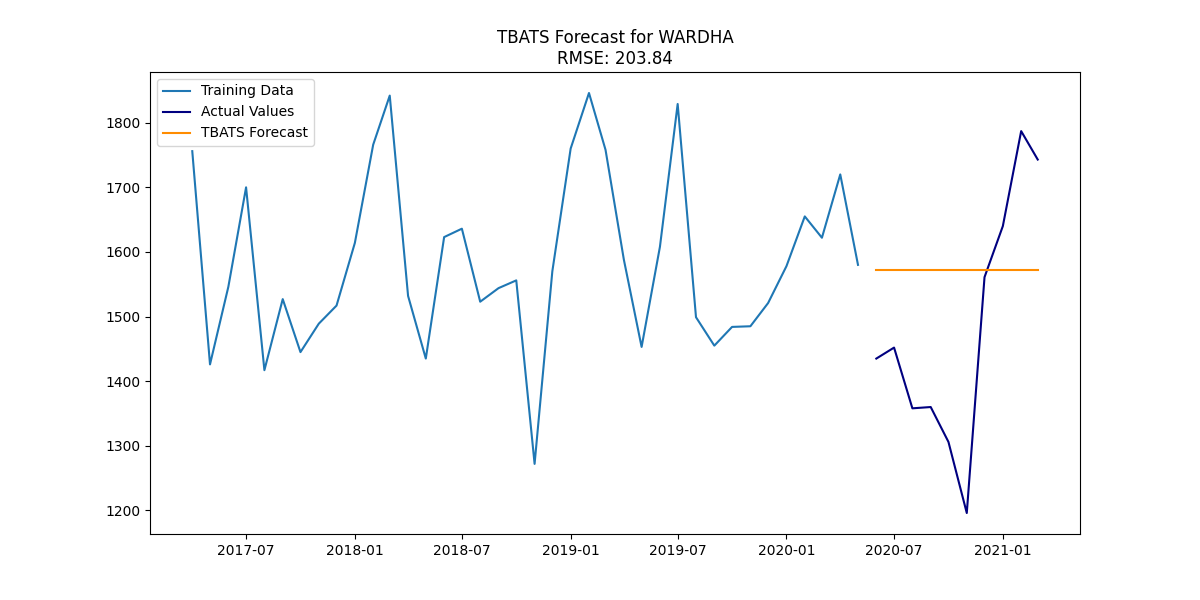 TBATS Forecast for WARDHA
RMSE: 203.84
Training Data
Actual Values
TBATS Forecast
1800
1700
1600
1500
1400
1300
1200
2017-07 2018-01 2018-07 2019-01 2019-07 2020-01 2020-07 2021-01